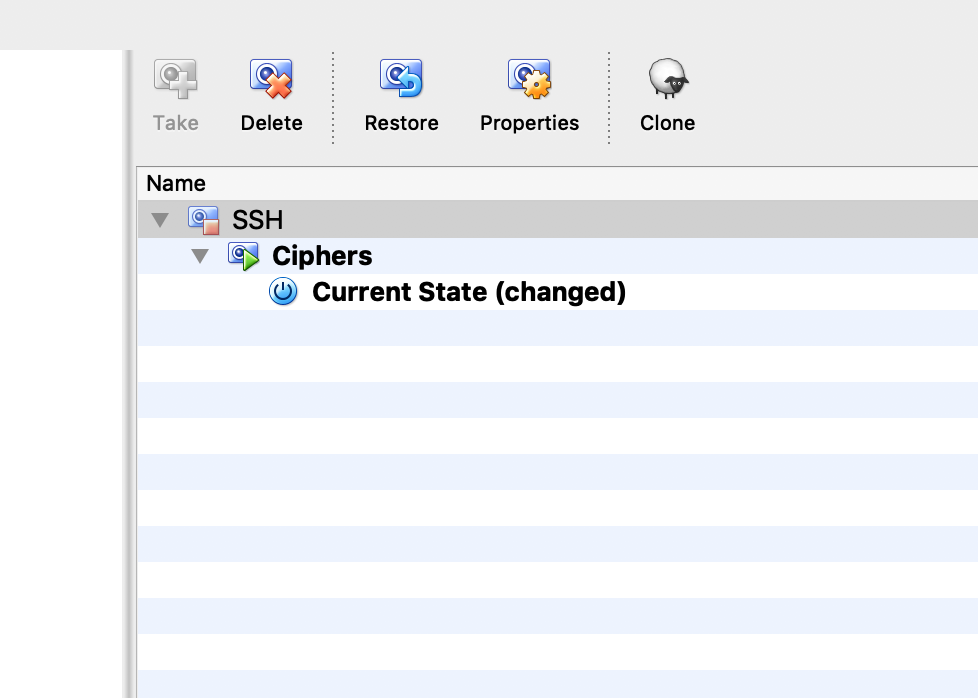 Take Delete Restore Properties Clone
Name
SSH
Ciphers
Current State (changed)